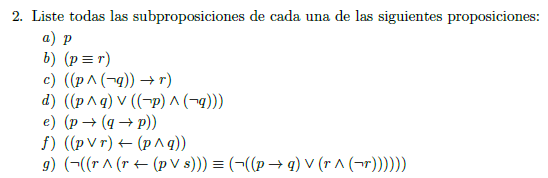 2. Liste todas las subproposiciones de cada una de las siguientes proposiciones:
a) p
b) (p ≡ r)
c) ((p ∧ (¬q)) → r)
d) ((p ∧ q) ∨ ((¬p) ∧ (¬q)))
e) (p → (q → p))
f) ((p ∨ r) ← (p ∧ q))
g) (¬((r ∧ (r ← (p ∨ s))) ≡ (¬((p → q) ∨ (r ∧ (¬r))))))